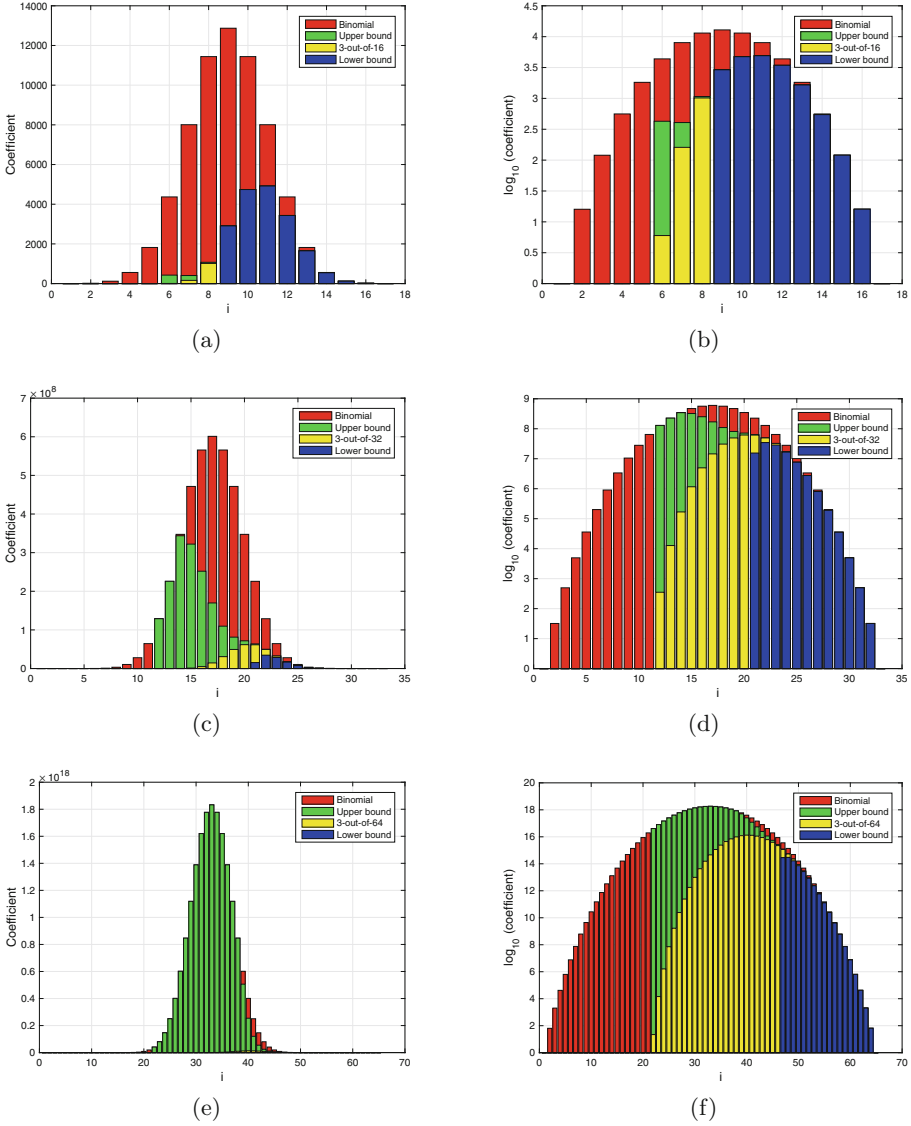 14000
12000
10000
8000
6000
4000
2000
0
Coefficient
0 2 4 6 8 10 12 14 16 18
i
Binomial
Upper bound
3-out-of-16
Lower bound
(a)
4.5
4
3.5
3
2.5
2
1.5
1
0.5
0
log10 (coefficient)
0 2 4 6 8 10 12 14 16 18
i
Binomial
Upper bound
3-out-of-16
Lower bound
(b)
× 10^8
7
6
5
4
3
2
1
0
Coefficient
0 5 10 15 20 25 30 35
i
Binomial
Upper bound
3-out-of-64
Lower bound
(c)
9
8
7
6
5
4
3
2
1
0
log10 (coefficient)
0 5 10 15 20 25 30 35
i
Binomial
Upper bound
3-out-of-32
Lower bound
(d)
× 10^18
2
1.8
1.6
1.4
1.2
1
0.8
0.6
0.4
0.2
0
Coefficient
0 10 20 30 40 50 60 70
i
Binomial
Upper bound
3-out-of-64
Lower bound
(e)
20
18
16
14
12
10
8
6
4
2
0
log10 (coefficient)
0 10 20 30 40 50 60 70
i
Binomial
Upper bound
3-out-of-64
Lower bound
(f)